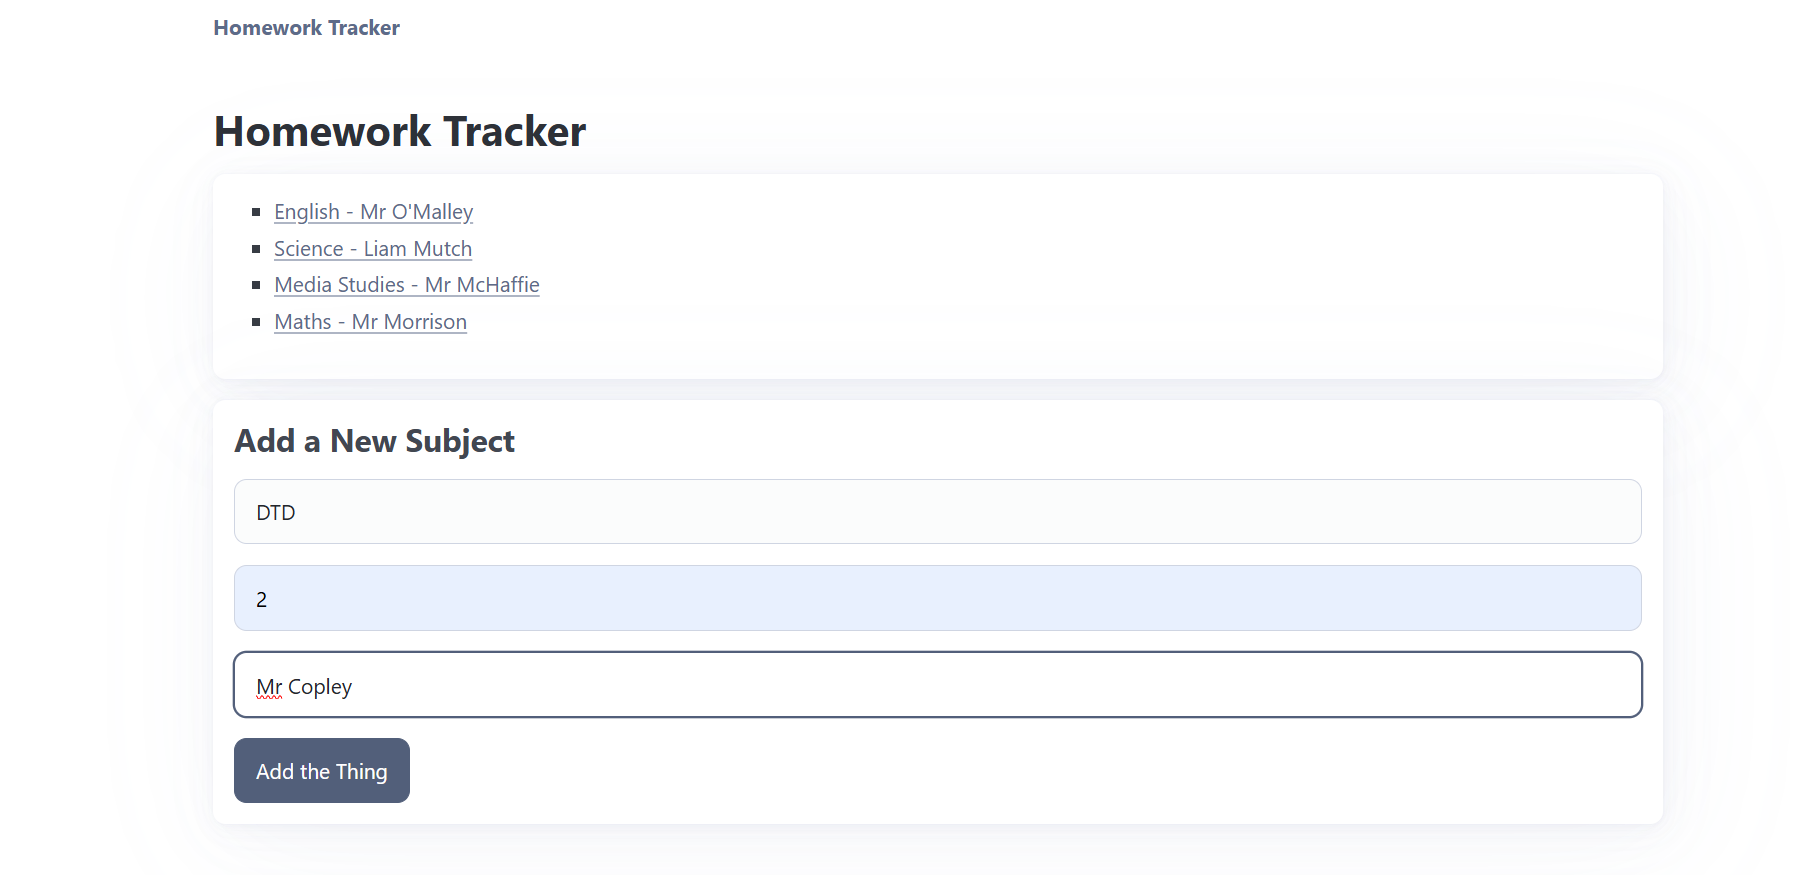 Homework Tracker
Homework Tracker
English - Mr O'Malley
Science - Liam Mutch
Media Studies - Mr McHaffie
Maths - Mr Morrison
Add a New Subject
DTD
2
Mr Copley
Add the Thing